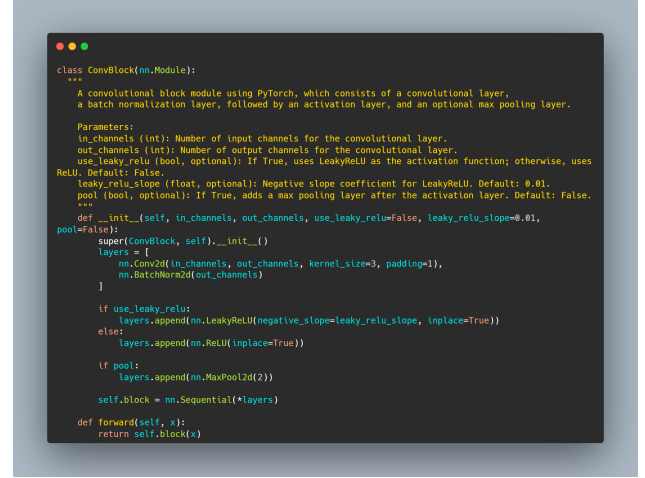 class ConvBlock(nn.Module):
  """
    A convolutional block module using PyTorch, which consists of a convolutional layer,
    a batch normalization layer, followed by an activation layer, and an optional max pooling layer.

    Parameters:
    in_channels (int): Number of input channels for the convolutional layer.
    out_channels (int): Number of output channels for the convolutional layer.
    use_leaky_relu (bool, optional): If True, uses LeakyReLU as the activation function; otherwise, uses
ReLU. Default: False.
    leaky_relu_slope (float, optional): Negative slope coefficient for LeakyReLU. Default: 0.01.
    pool (bool, optional): If True, adds a max pooling layer after the activation layer. Default: False.
    """
    def __init__(self, in_channels, out_channels, use_leaky_relu=False, leaky_relu_slope=0.01,
pool=False):
        super(ConvBlock, self).__init__()
        layers = [
            nn.Conv2d(in_channels, out_channels, kernel_size=3, padding=1),
            nn.BatchNorm2d(out_channels)
        ]

        if use_leaky_relu:
            layers.append(nn.LeakyReLU(negative_slope=leaky_relu_slope, inplace=True))
        else:
            layers.append(nn.ReLU(inplace=True))

        if pool:
            layers.append(nn.MaxPool2d(2))

        self.block = nn.Sequential(*layers)

    def forward(self, x):
        return self.block(x)